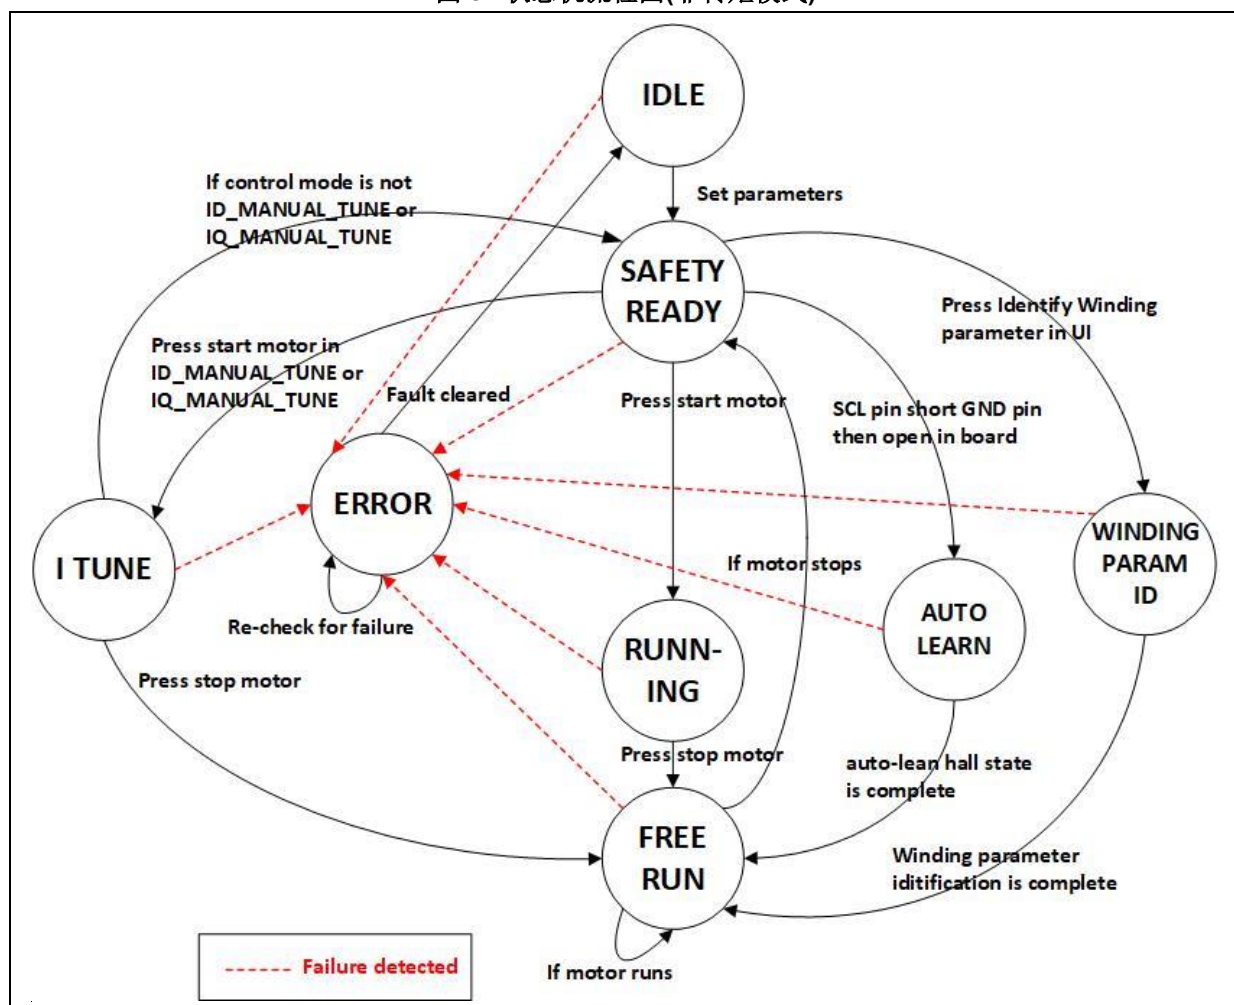 IDLE
If control mode is not
ID_MANUAL_TUNE or
IQ_MANUAL_TUNE
Set parameters
SAFETY
READY
Press Identify Winding
parameter in UI
Press start motor in
ID_MANUAL_TUNE or
IQ_MANUAL_TUNE
Fault cleared
Press start motor
SCL pin short GND pin
then open in board
ERROR
I TUNE
WINDING
PARAM
ID
If motor stops
AUTO
LEARN
Re-check for failure
RUNN-
ING
Press stop motor
Press stop motor
auto-lean hall state
is complete
FREE
RUN
Winding parameter
iditification is complete
Failure detected
If motor runs